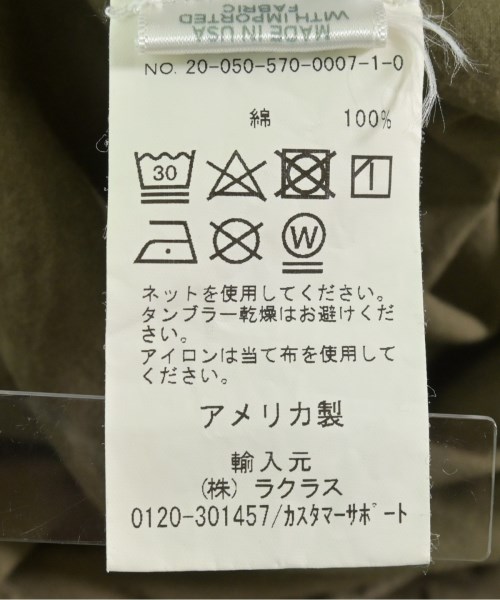 MADE IN USA
WITH IMPORTED
FABRIC
NO. 20-050-570-0007-1-0
綿 100%
30
W
ネットを使用してください。
タンブラー乾燥はお避けくだ
さい。
アイロンは当て布を使用して
ください。
アメリカ製
輸入元
(株) ラクラス
0120-301457/ｶｽﾀﾏｰｻﾎﾟｰﾄ